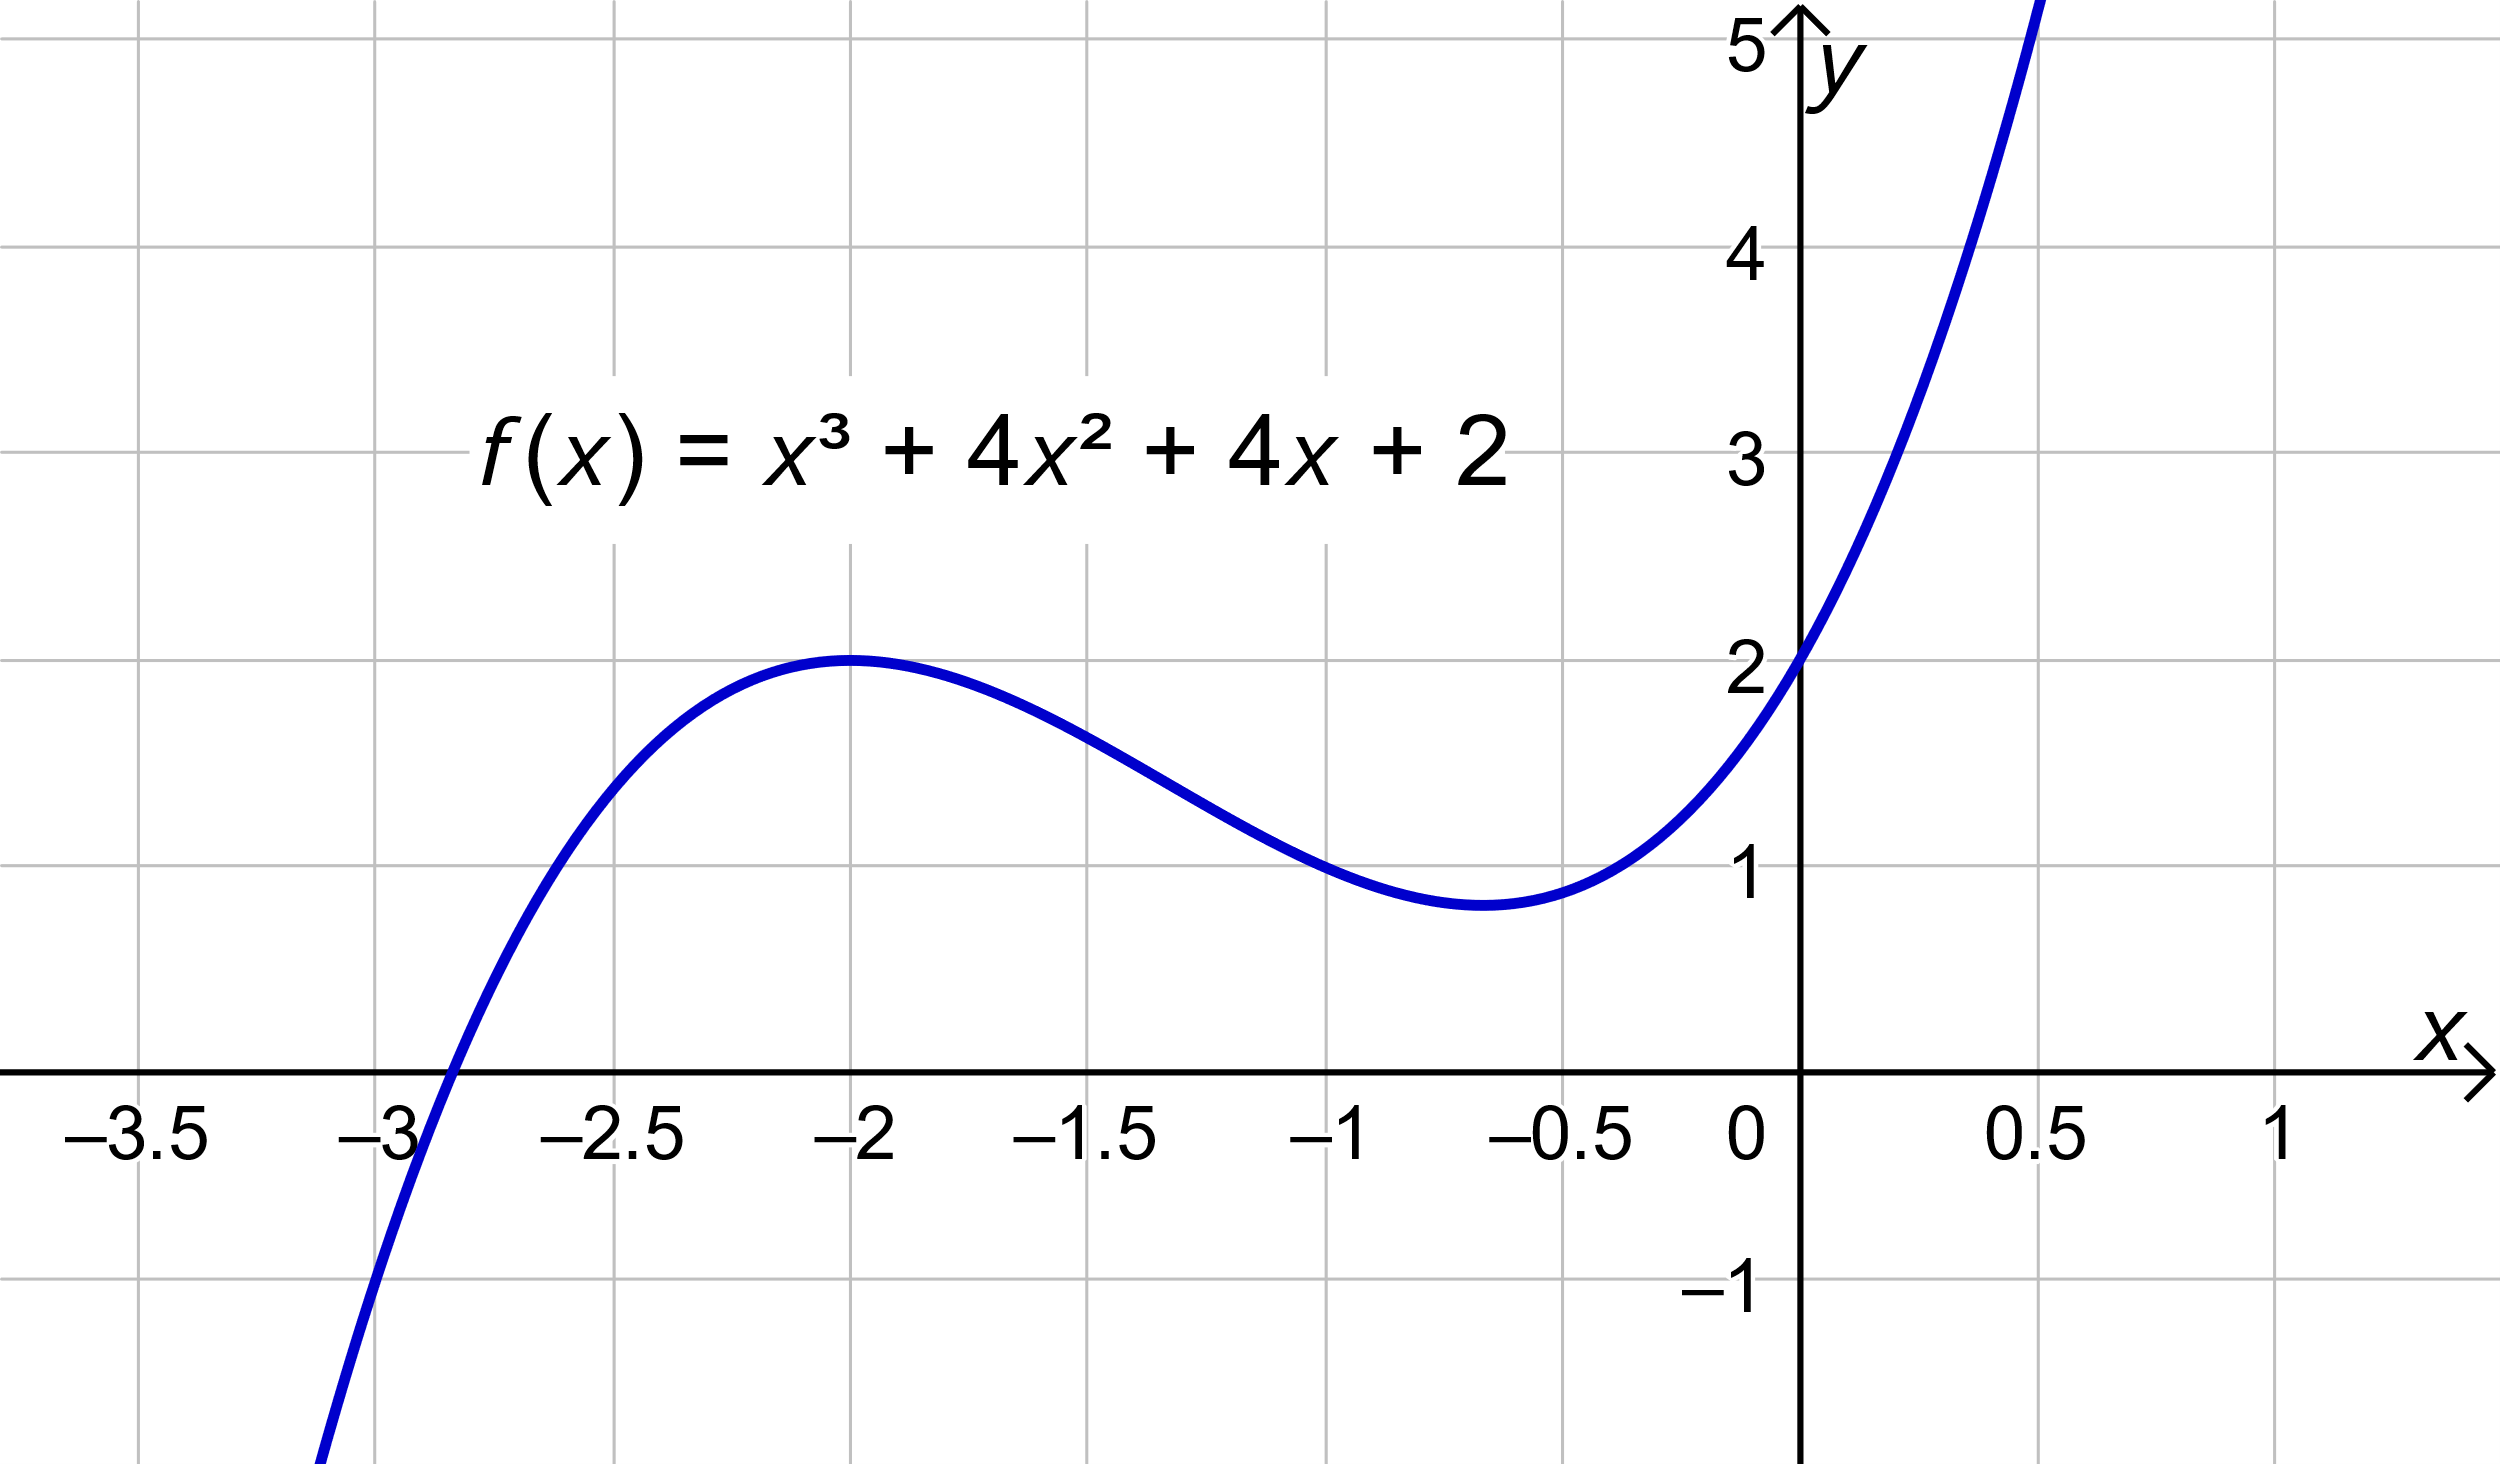 5
y
4
f(x) = x³ + 4x² + 4x + 2
3
2
1
x
–3.5 –3 –2.5 –2 –1.5 –1 –0.5 0 0.5 1
–1